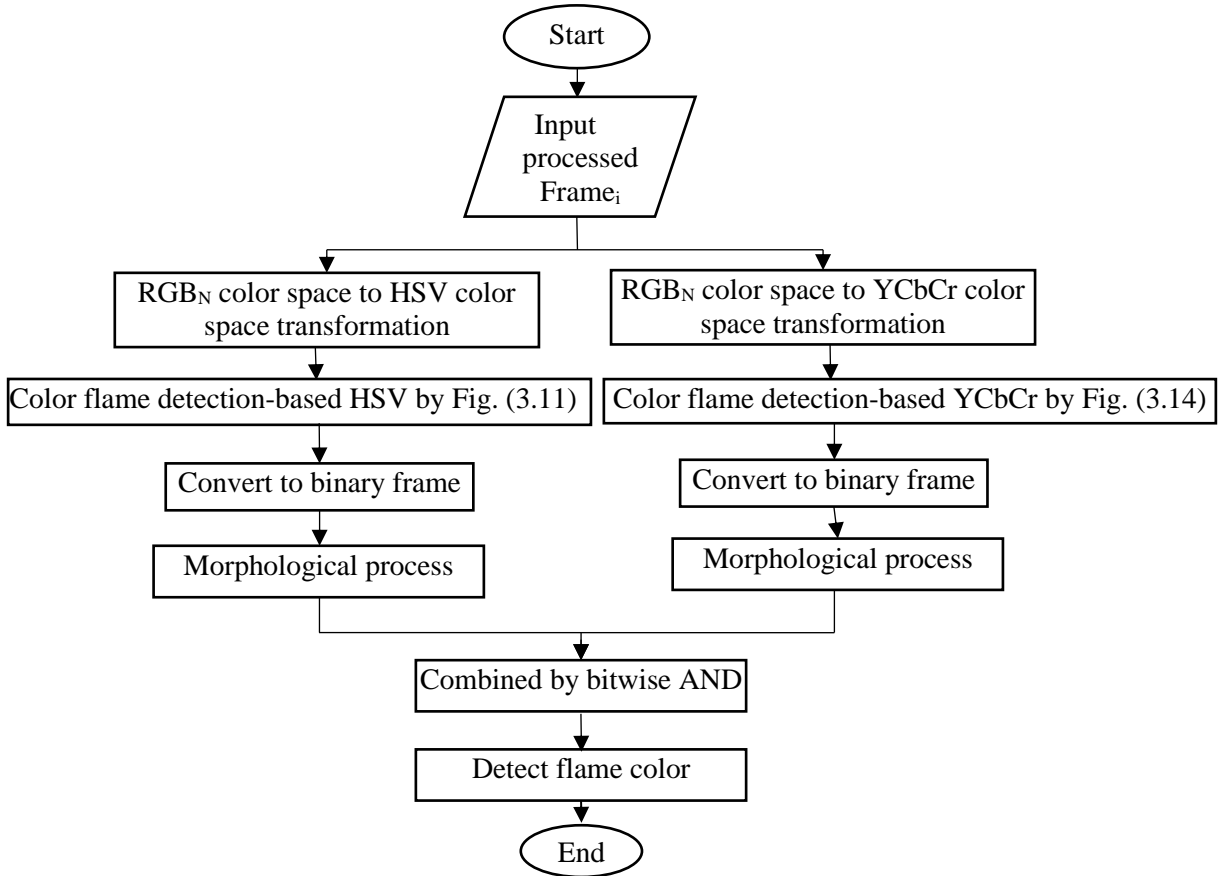 Start
Input
processed
Frameᵢ
RGB_N color space to HSV color
space transformation
RGB_N color space to YCbCr color
space transformation
Color flame detection-based HSV by Fig. (3.11)
Color flame detection-based YCbCr by Fig. (3.14)
Convert to binary frame
Convert to binary frame
Morphological process
Morphological process
Combined by bitwise AND
Detect flame color
End